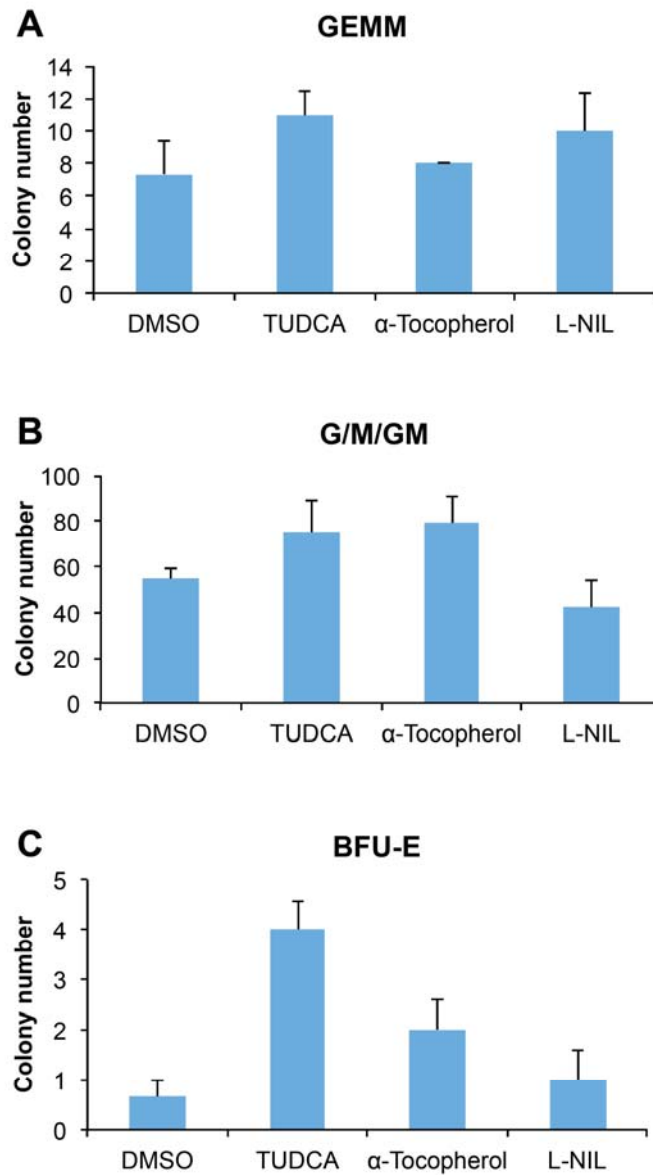 A
GEMM
14
12
10
8
6
4
2
0
Colony number
DMSO TUDCA α-Tocopherol L-NIL
B
G/M/GM
100
80
60
40
20
0
Colony number
DMSO TUDCA α-Tocopherol L-NIL
C
BFU-E
5
4
3
2
1
0
Colony number
DMSO TUDCA α-Tocopherol L-NIL